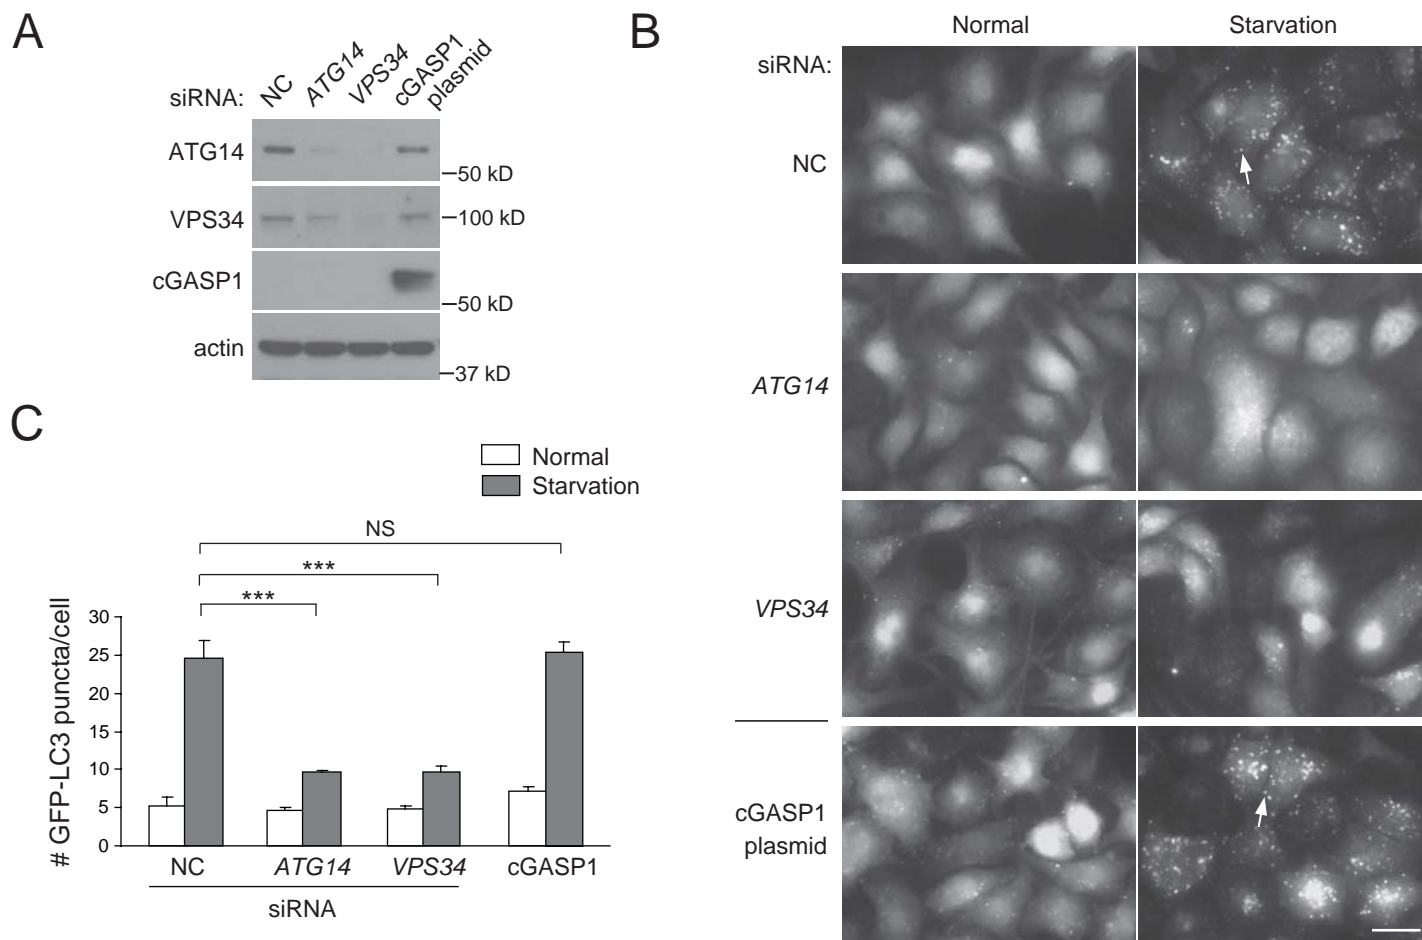 A
siRNA:
NC
ATG14
VPS34
cGASP1
plasmid
ATG14
50 kD
VPS34
100 kD
cGASP1
50 kD
actin
37 kD
B
Normal
Starvation
siRNA:
NC
ATG14
VPS34
cGASP1
plasmid
C
Normal
Starvation
NS
***
***
# GFP-LC3 puncta/cell
30
25
20
15
10
5
0
NC
ATG14
VPS34
cGASP1
siRNA